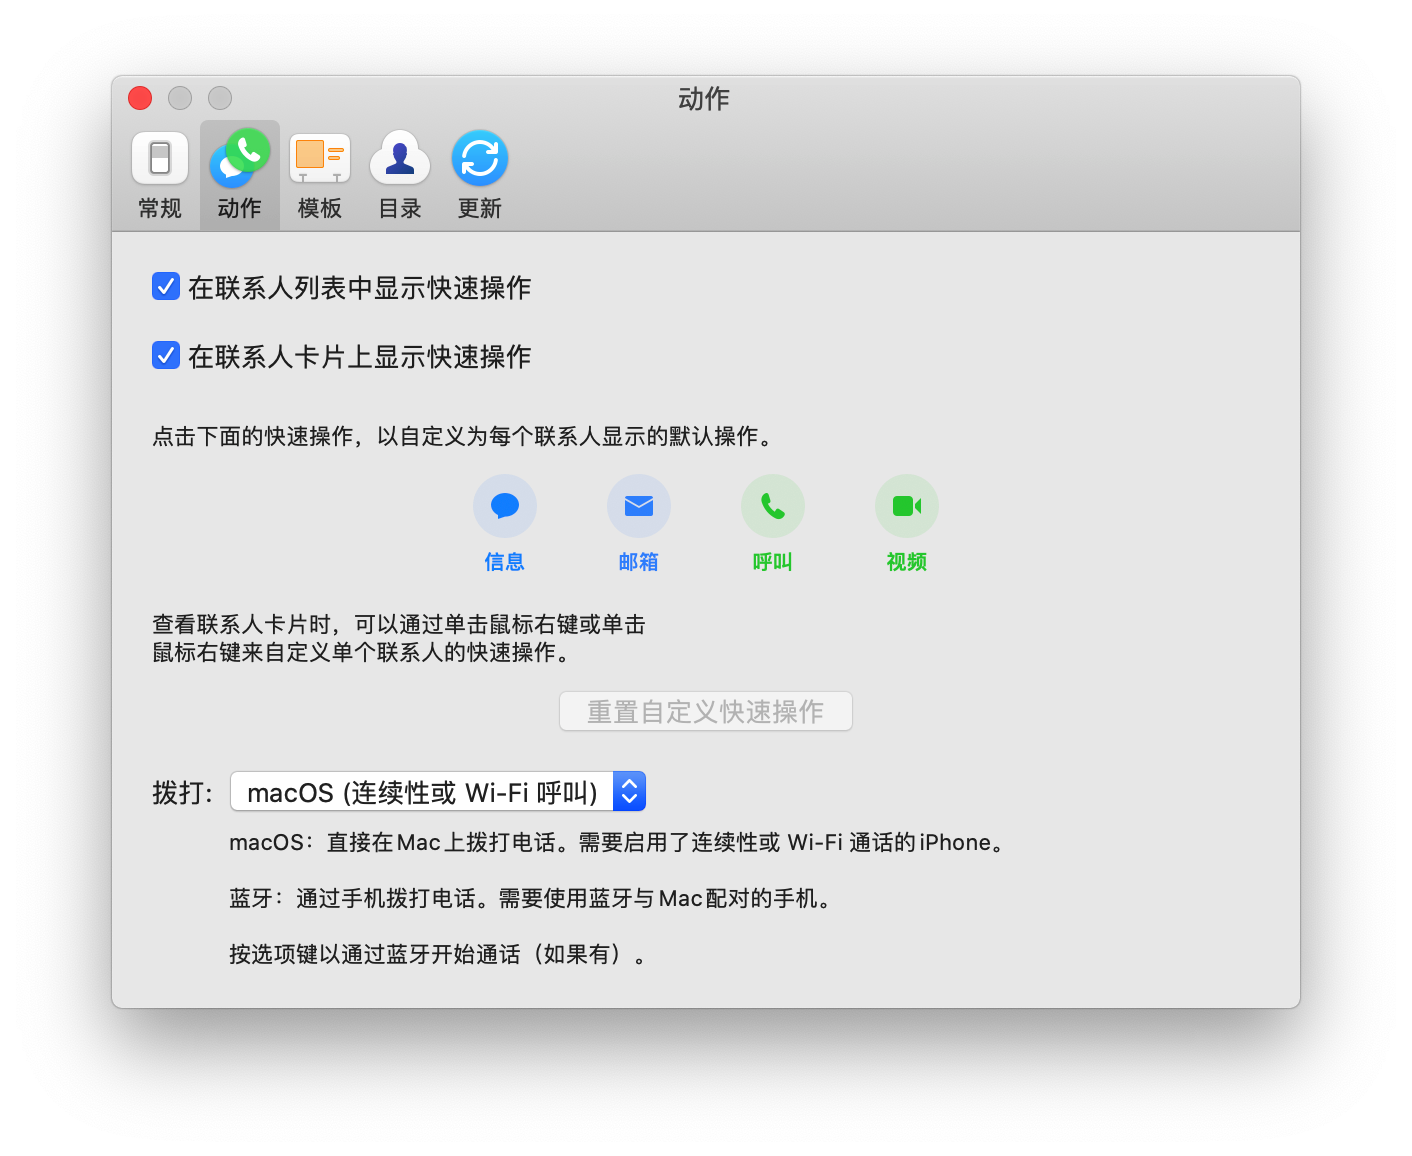 动作
常规
动作
模板
目录
更新
在联系人列表中显示快速操作
在联系人卡片上显示快速操作
点击下面的快速操作，以自定义为每个联系人显示的默认操作。
信息
邮箱
呼叫
视频
查看联系人卡片时，可以通过单击鼠标右键或单击
鼠标右键来自定义单个联系人的快速操作。
重置自定义快速操作
拨打: macOS (连续性或 Wi-Fi 呼叫)
macOS：直接在Mac上拨打电话。需要启用了连续性或 Wi-Fi 通话的iPhone。
蓝牙：通过手机拨打电话。需要使用蓝牙与Mac配对的手机。
按选项键以通过蓝牙开始通话（如果有）。